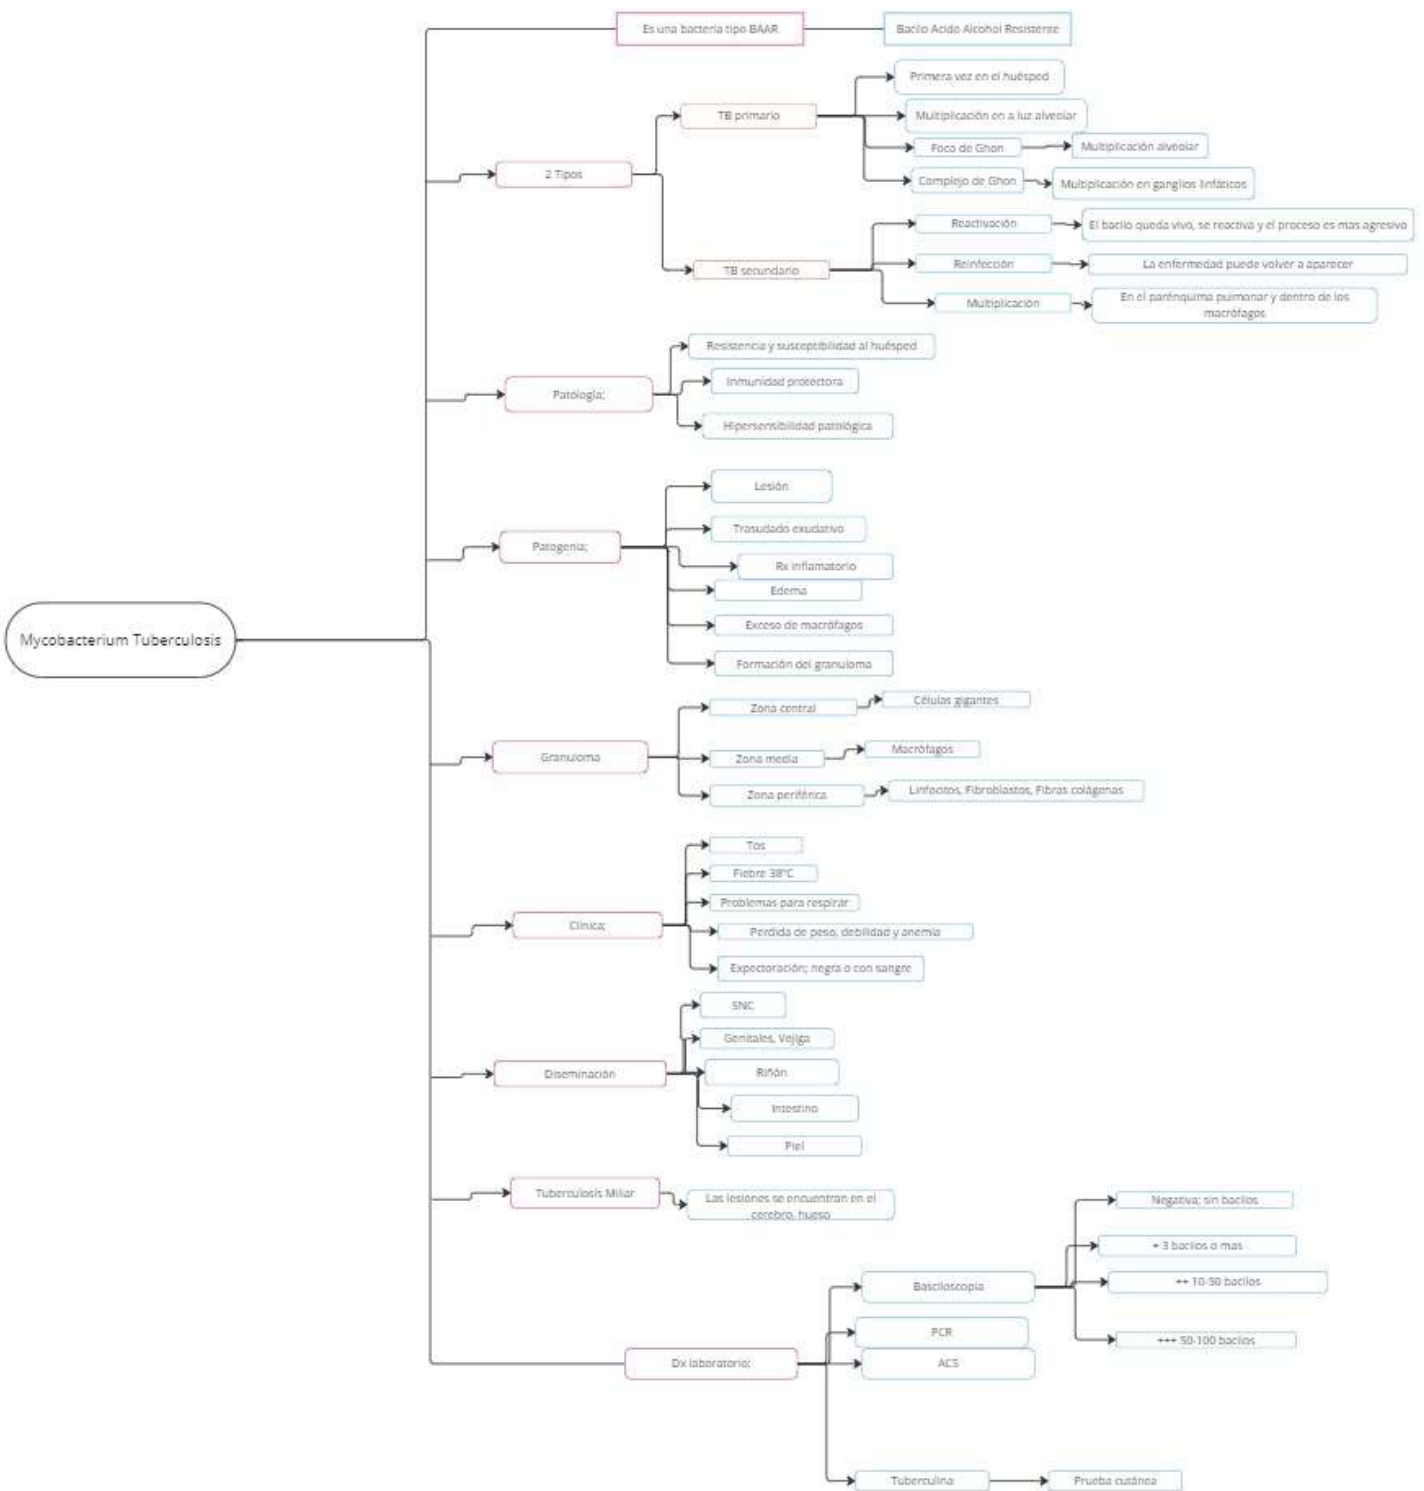 Es una bacteria tipo BAAR
Bacilo Acido Alcohol Resistente
Primera vez en el huésped
TB primario
Multiplicación en a luz alveolar
Foco de Ghon
Multiplicación alveolar
2 Tipos
Complejo de Ghon
Multiplicación en ganglios linfáticos
Reactivación
El bacilo queda vivo, se reactiva y el proceso es mas agresivo
TB secundario
Reinfección
La enfermedad puede volver a aparecer
Multiplicación
En el parénquima pulmonar y dentro de los
macrófagos
Resistencia y susceptibilidad al huésped
Patología;
Inmunidad protectora
Hipersensibilidad patológica
Lesión
Trasudado exudativo
Patogenia;
Rx inflamatorio
Edema
Exceso de macrófagos
Formación del granuloma
Mycobacterium Tuberculosis
Zona central
Células gigantes
Granuloma
Zona media
Macrófagos
Zona periférica
Linfocitos, Fibroblastos, Fibras colágenas
Tos
Fiebre 38°C
Problemas para respirar
Clínica;
Perdida de peso, debilidad y anemia
Expectoración; negra o con sangre
SNC
Genitales, Vejiga
Diseminación
Riñón
Intestino
Piel
Tuberculosis Miliar
Las lesiones se encuentran en el
cerebro, hueso
Negativa; sin bacilos
+ 3 bacilos o mas
Basciloscopia
++ 10-50 bacilos
+++ 50-100 bacilos
PCR
Dx laboratorio;
ACS
Tuberculina
Prueba cutánea